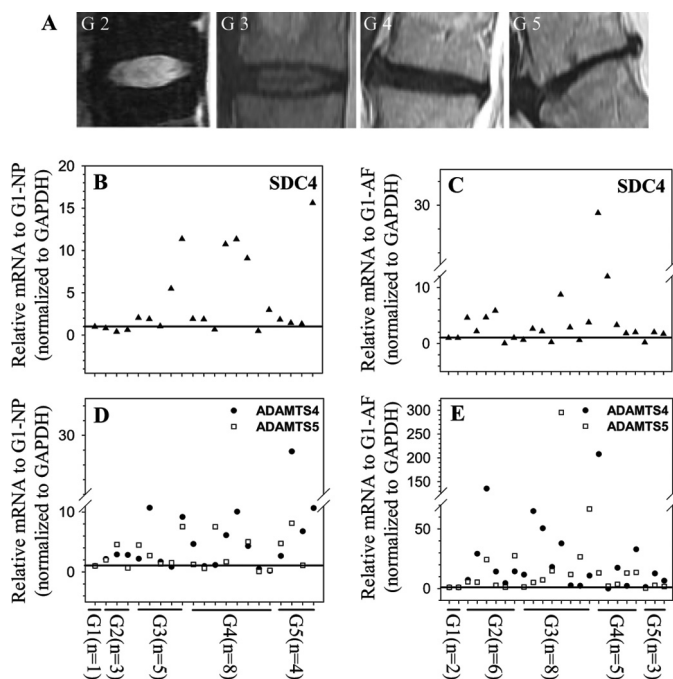 A
G 2
G 3
G 4
G 5
B
SDC4
Relative mRNA to G1-NP
(normalized to GAPDH)
20
15
10
5
0
C
SDC4
Relative mRNA to G1-AF
(normalized to GAPDH)
30
10
0
D
ADAMTS4
ADAMTS5
Relative mRNA to G1-NP
(normalized to GAPDH)
30
10
0
G1(n=1)
G2(n=3)
G3(n=5)
G4(n=8)
G5(n=4)
E
ADAMTS4
ADAMTS5
Relative mRNA to G1-AF
(normalized to GAPDH)
300
250
200
150
100
50
0
G1(n=2)
G2(n=6)
G3(n=8)
G4(n=5)
G5(n=3)